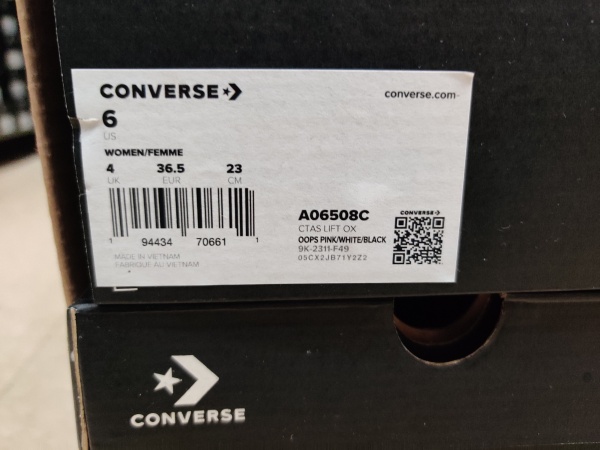 CONVERSE
converse.com
6
US
WOMEN/FEMME
4 36.5 23
UK EUR CM
1 94434 70661 1
MADE IN VIETNAM
FABRIQUÉ AU VIETNAM
A06508C
CTAS LIFT OX
OOPS PINK/WHITE/BLACK
9K-2311-F49
05CX2JB71Y2Z2
CONVERSE
CONVERSE